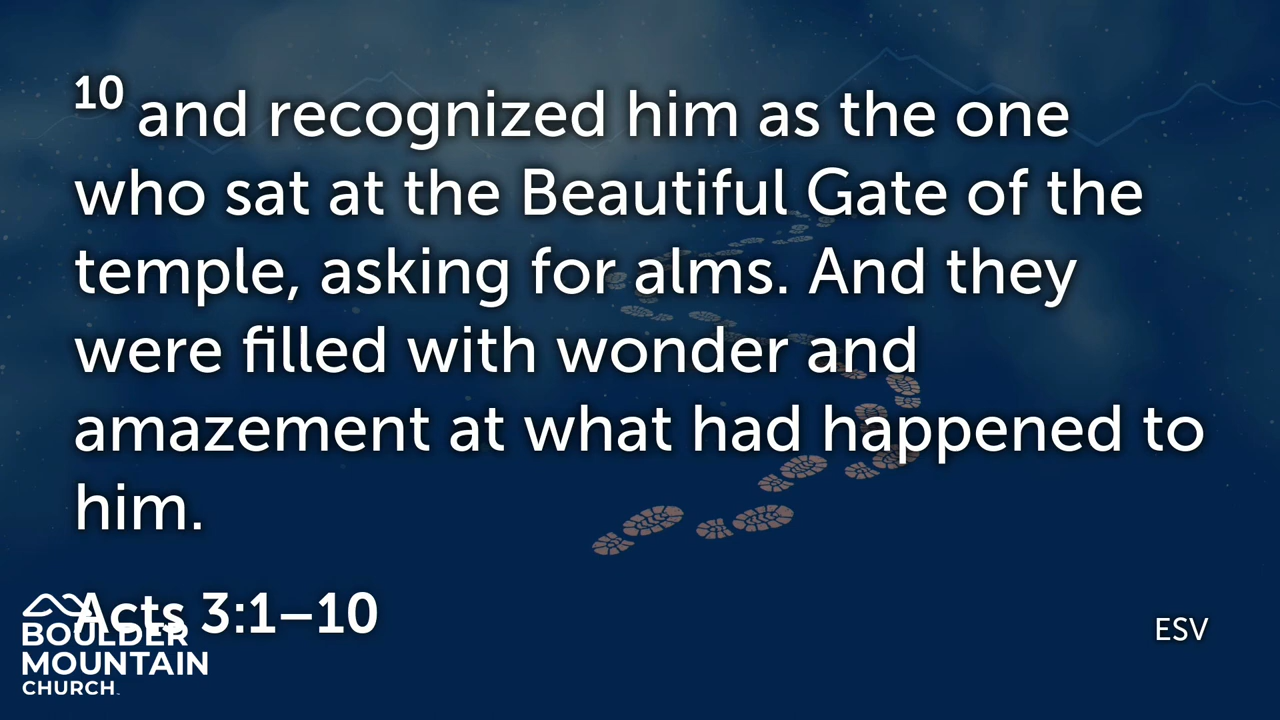 10 and recognized him as the one
who sat at the Beautiful Gate of the
temple, asking for alms. And they
were filled with wonder and
amazement at what had happened to
him.
Acts 3:1–10
ESV
BOULDER
MOUNTAIN
CHURCH